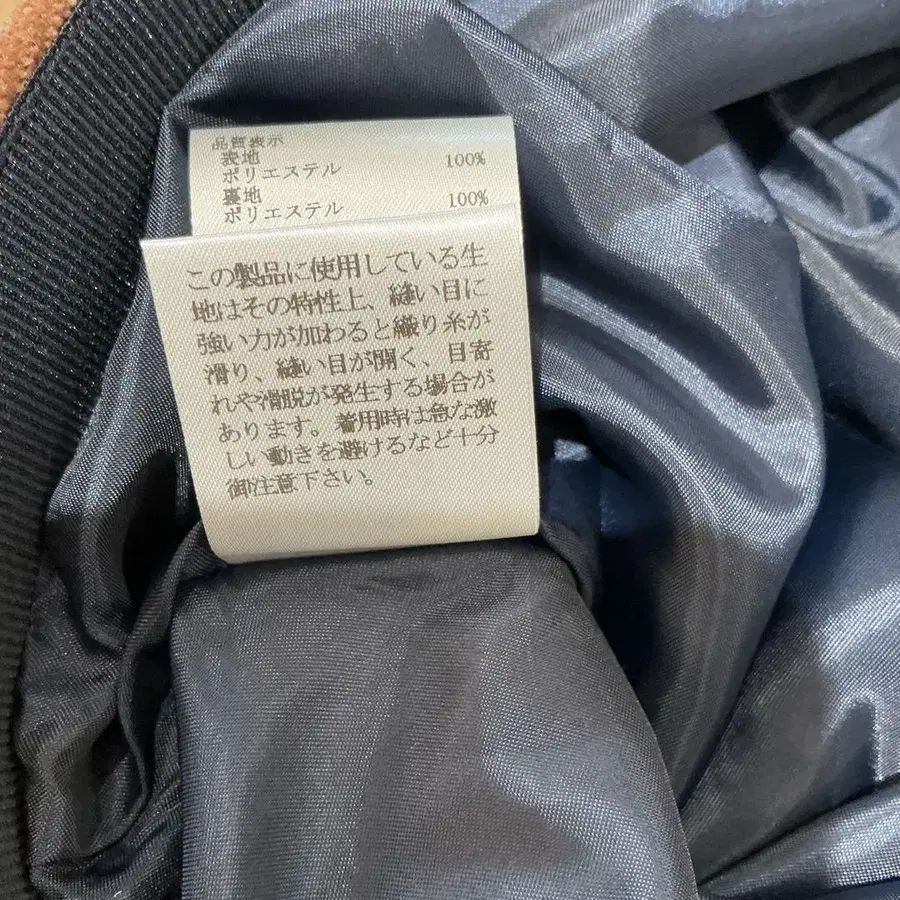 品質表示
表地
ポリエステル 100%
裏地
ポリエステル 100%
この製品に使用している生
地はその特性上、縫い目に
強い力が加わると織り糸が
滑り、縫い目が開く、目寄
れや滑脱が発生する場合が
あります。着用時は急な激
しい動きを避けるなど十分
御注意下さい。